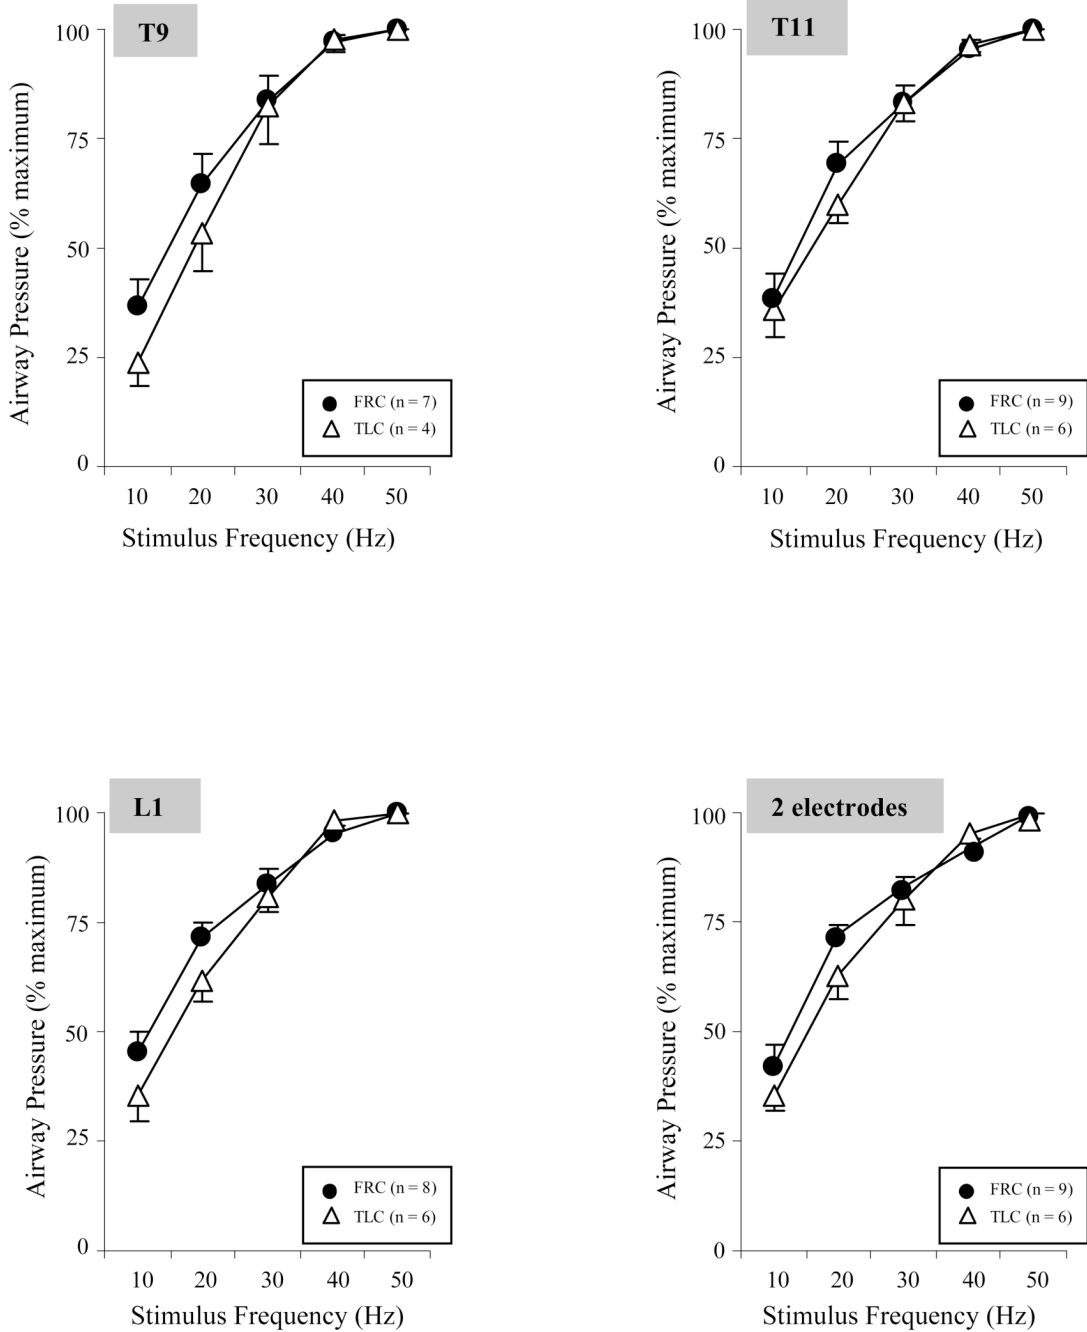 T9
Airway Pressure (% maximum)
100
75
50
25
0
FRC (n = 7)
TLC (n = 4)
10 20 30 40 50
Stimulus Frequency (Hz)
T11
Airway Pressure (% maximum)
100
75
50
25
0
FRC (n = 9)
TLC (n = 6)
10 20 30 40 50
Stimulus Frequency (Hz)
L1
Airway Pressure (% maximum)
100
75
50
25
0
FRC (n = 8)
TLC (n = 6)
10 20 30 40 50
Stimulus Frequency (Hz)
2 electrodes
Airway Pressure (% maximum)
100
75
50
25
0
FRC (n = 9)
TLC (n = 6)
10 20 30 40 50
Stimulus Frequency (Hz)